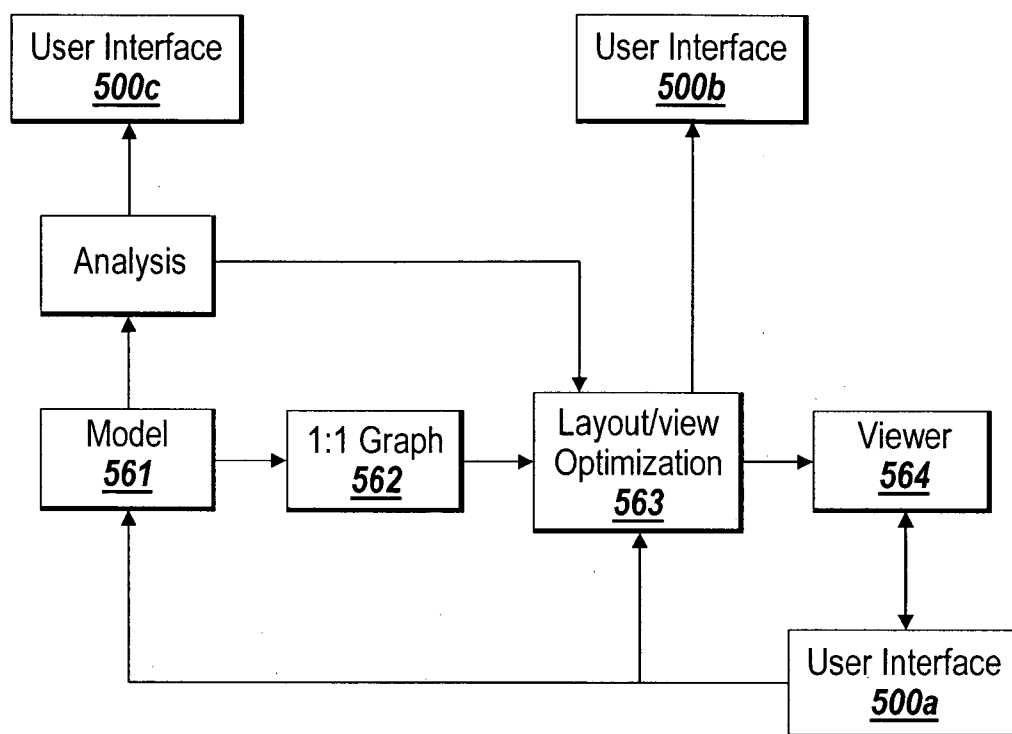 User Interface
500c
User Interface
500b
Analysis
Model
561
1:1 Graph
562
Layout/view
Optimization
563
Viewer
564
User Interface
500a